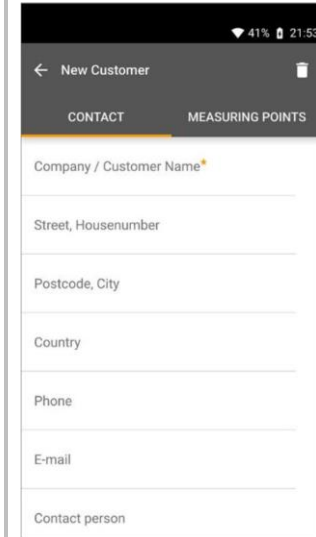 41% 21:53
← New Customer
CONTACT MEASURING POINTS
Company / Customer Name*
Street, Housenumber
Postcode, City
Country
Phone
E-mail
Contact person